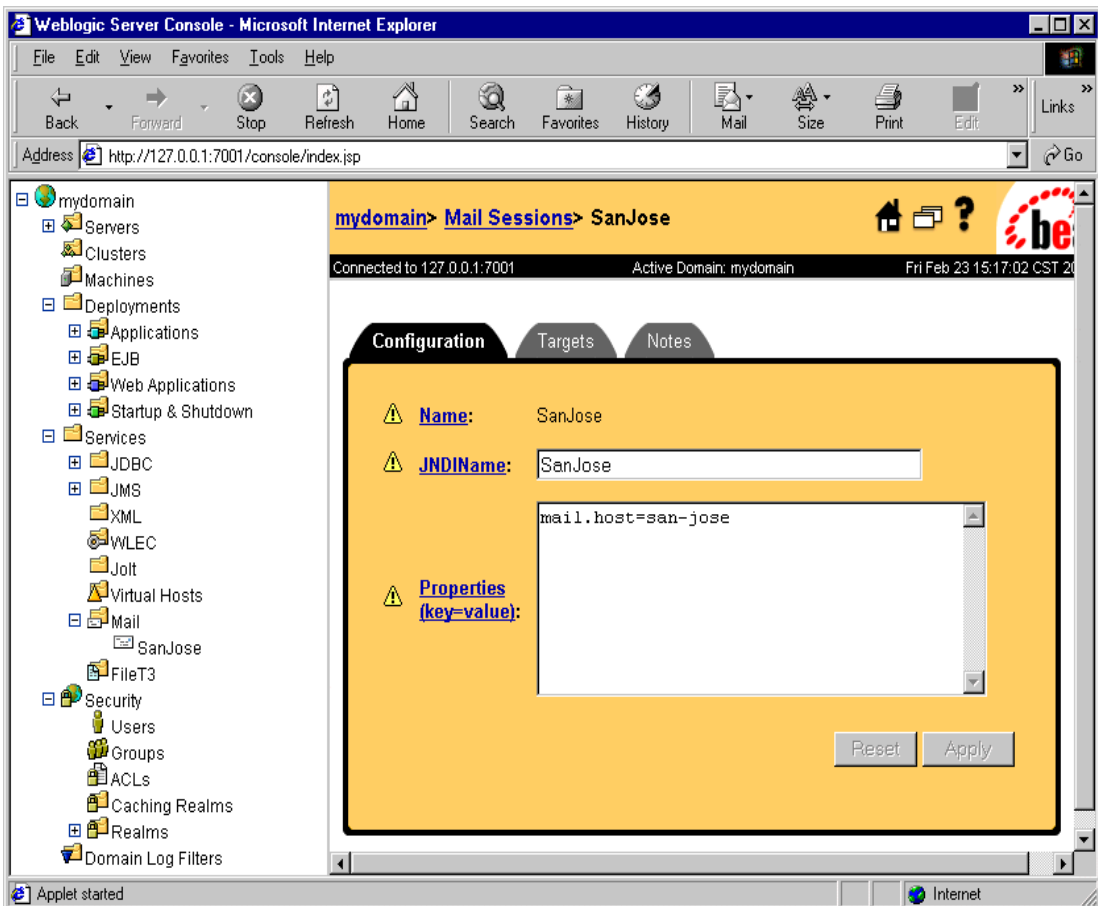 Weblogic Server Console - Microsoft Internet Explorer
File Edit View Favorites Tools Help
Back Forward Stop Refresh Home Search Favorites History Mail Size Print Edit Links
Address http://127.0.0.1:7001/console/index.jsp Go
mydomain
Servers
Clusters
Machines
Deployments
Applications
EJB
Web Applications
Startup & Shutdown
Services
JDBC
JMS
XML
WLEC
Jolt
Virtual Hosts
Mail
SanJose
FileT3
Security
Users
Groups
ACLs
Caching Realms
Realms
Domain Log Filters
mydomain> Mail Sessions> SanJose
Connected to 127.0.0.1:7001 Active Domain: mydomain Fri Feb 23 15:17:02 CST 20
Configuration Targets Notes
Name: SanJose
JNDIName: SanJose
Properties
(key=value):
mail.host=san-jose
Reset Apply
Applet started Internet